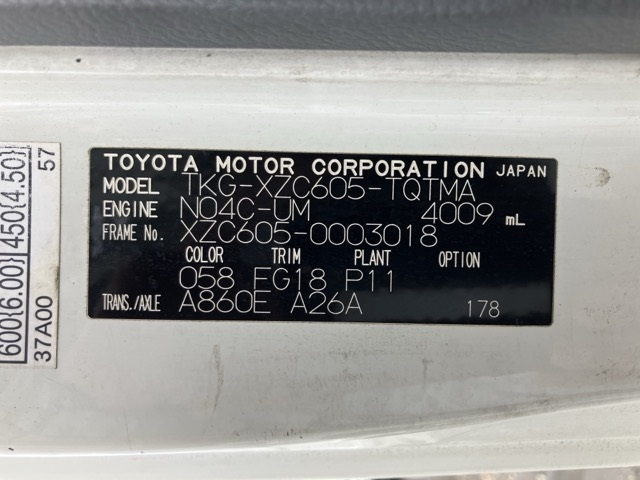 TOYOTA MOTOR CORPORATION JAPAN
MODEL TKG-XZC605-TQTMA
ENGINE N04C-UM 4009 mL
FRAME No. XZC605-0003018
COLOR TRIM PLANT OPTION
058 FG18 P11
TRANS./AXLE A860E A26A 178
600{6.00} 450{4.50}
37A00 57